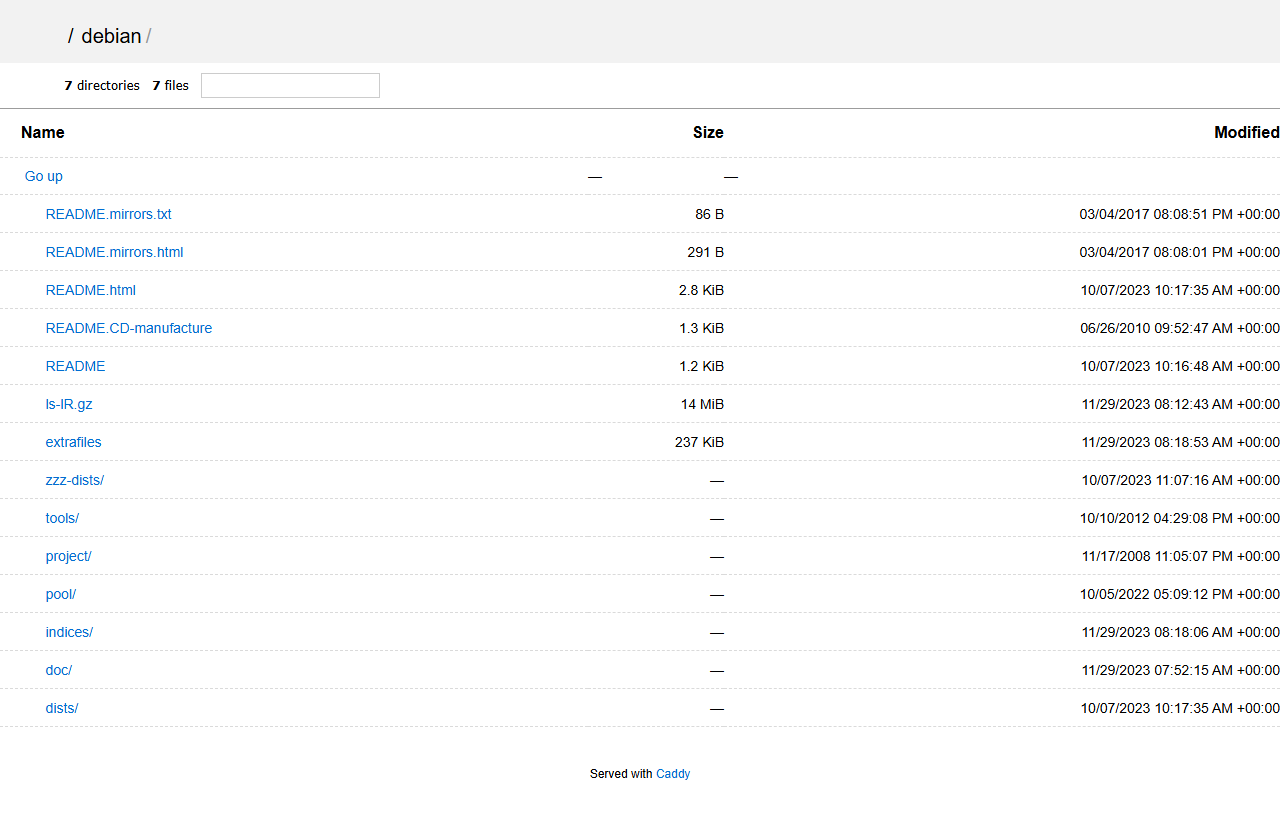 / debian /
7 directories 7 files
Name Size Modified
Go up — —
README.mirrors.txt 86 B 03/04/2017 08:08:51 PM +00:00
README.mirrors.html 291 B 03/04/2017 08:08:01 PM +00:00
README.html 2.8 KiB 10/07/2023 10:17:35 AM +00:00
README.CD-manufacture 1.3 KiB 06/26/2010 09:52:47 AM +00:00
README 1.2 KiB 10/07/2023 10:16:48 AM +00:00
ls-lR.gz 14 MiB 11/29/2023 08:12:43 AM +00:00
extrafiles 237 KiB 11/29/2023 08:18:53 AM +00:00
zzz-dists/ — 10/07/2023 11:07:16 AM +00:00
tools/ — 10/10/2012 04:29:08 PM +00:00
project/ — 11/17/2008 11:05:07 PM +00:00
pool/ — 10/05/2022 05:09:12 PM +00:00
indices/ — 11/29/2023 08:18:06 AM +00:00
doc/ — 11/29/2023 07:52:15 AM +00:00
dists/ — 10/07/2023 10:17:35 AM +00:00
Served with Caddy